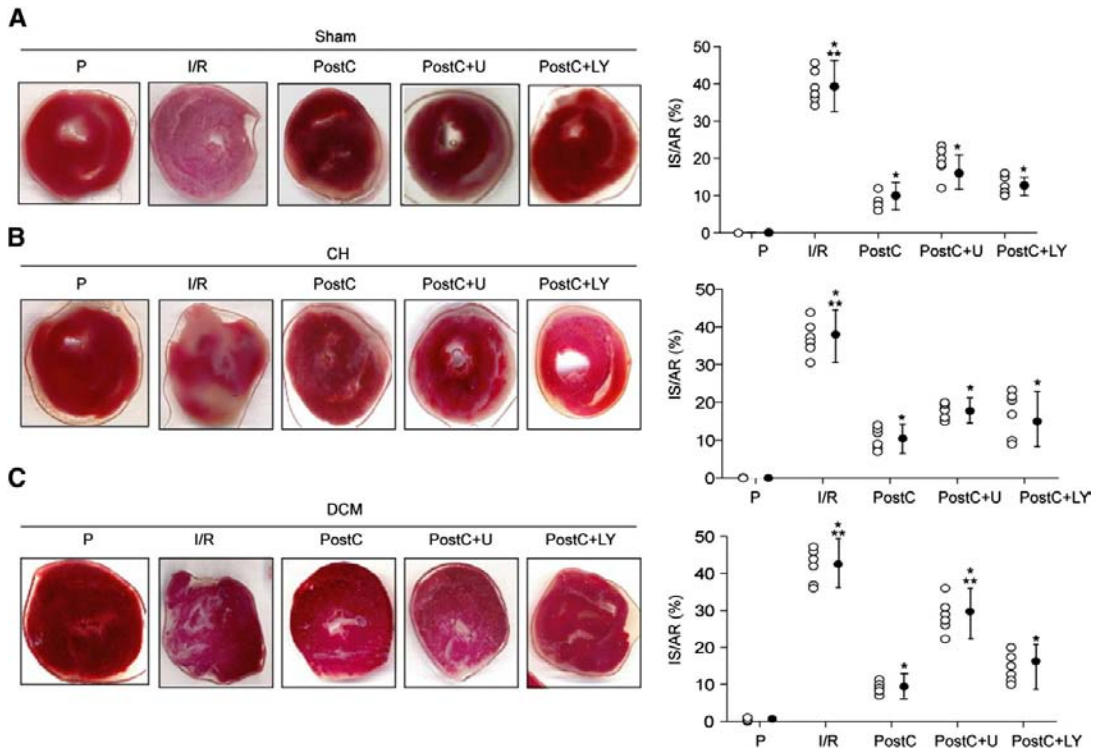 A
Sham
P I/R PostC PostC+U PostC+LY
IS/AR (%)
50
40
30
20
10
0
*
**
*
*
*
P I/R PostC PostC+U PostC+LY
B
CH
P I/R PostC PostC+U PostC+LY
IS/AR (%)
50
40
30
20
10
0
*
**
*
*
*
P I/R PostC PostC+U PostC+LY'
C
DCM
P I/R PostC PostC+U PostC+LY
IS/AR (%)
50
40
30
20
10
0
*
**
*
*
**
*
P I/R PostC PostC+U PostC+LY